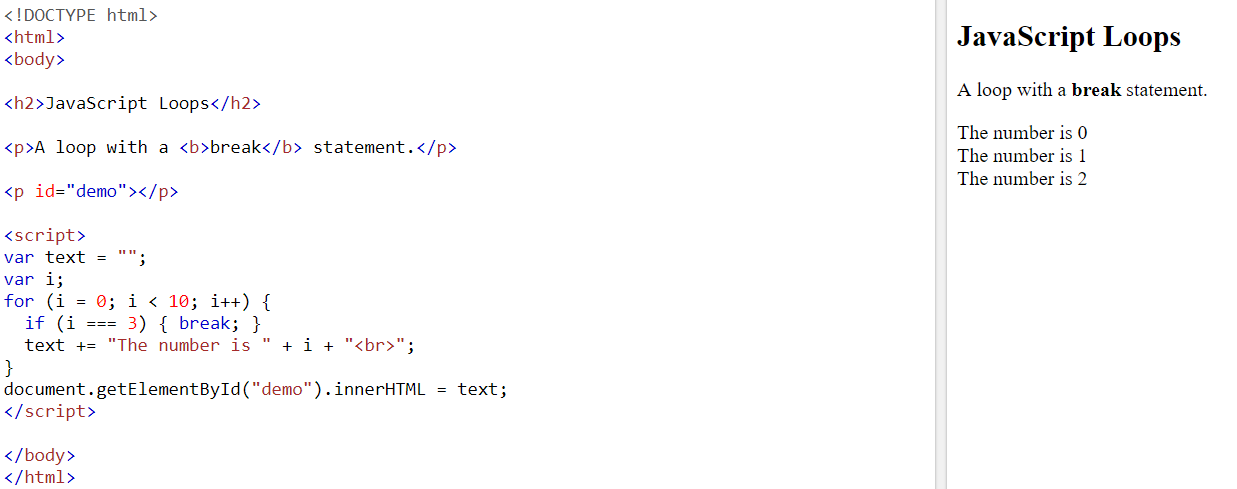 <!DOCTYPE html>
<html>
<body>
<h2>JavaScript Loops</h2>
<p>A loop with a <b>break</b> statement.</p>
<p id="demo"></p>
<script>
var text = "";
var i;
for (i = 0; i < 10; i++) {
  if (i === 3) { break; }
  text += "The number is " + i + "<br>";
}
document.getElementById("demo").innerHTML = text;
</script>
</body>
</html>
JavaScript Loops
A loop with a break statement.
The number is 0
The number is 1
The number is 2